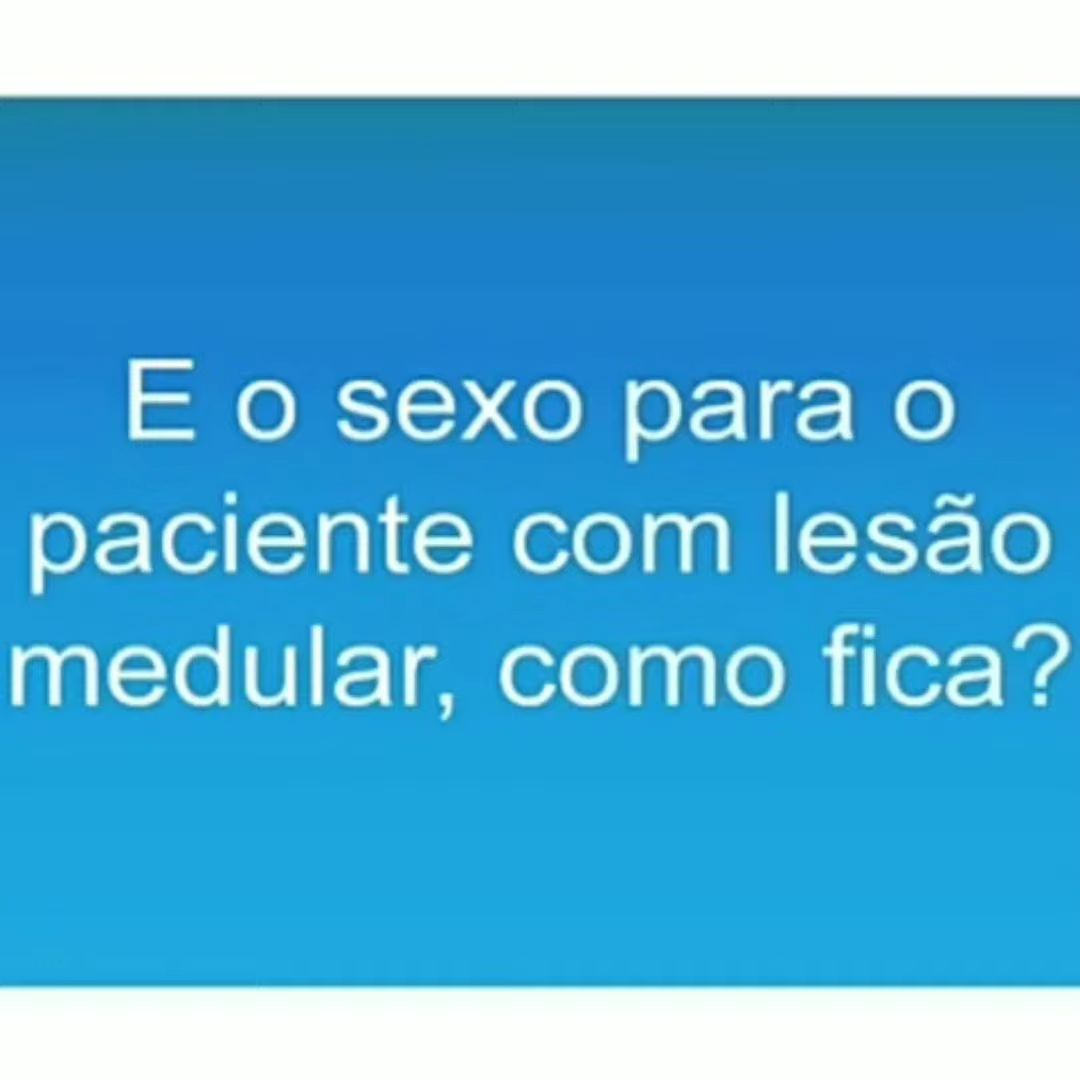 E o sexo para o
paciente com lesão
medular, como fica?